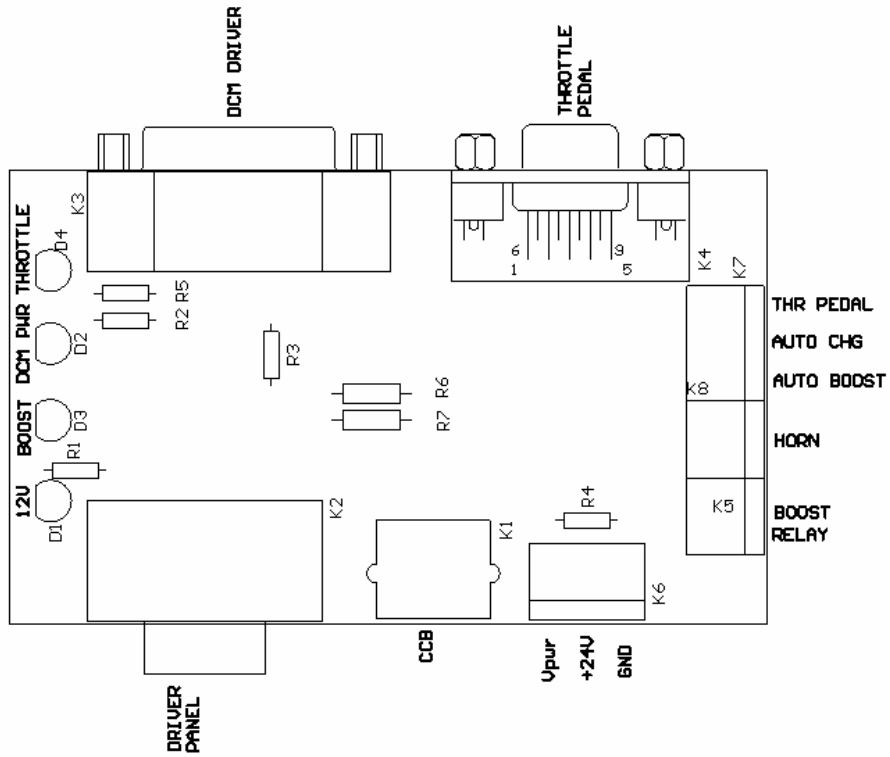 DCM DRIVER
THROTTLE
PEDAL
K3
THROTTLE
D4
6
9
1
5
K4
K7
R5
R2
DCM PWR
D2
R3
THR PEDAL
AUTO CHG
AUTO BOOST
K8
R6
R7
BOOST
D3
R1
HORN
12V
D1
K2
K1
R4
K5
BOOST
RELAY
K6
CCB
Vpwr
+24V
GND
DRIVER
PANEL